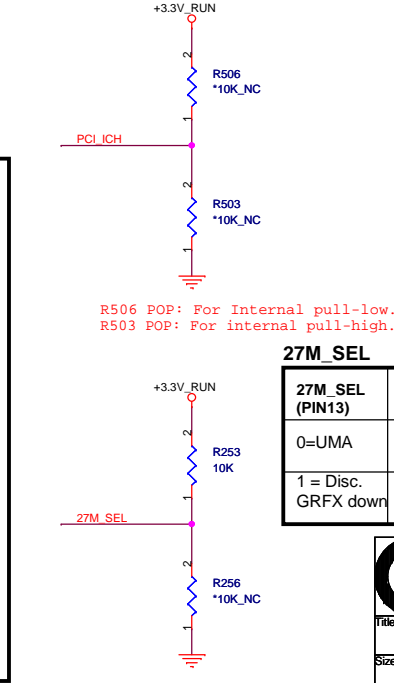 +3.3V_RUN
2
R506
*10K_NC
1
PCI_ICH
2
R503
*10K_NC
1
R506 POP: For Internal pull-low.
R503 POP: For internal pull-high.
27M_SEL
27M_SEL
(PIN13)
0=UMA
1 = Disc.
GRFX down
+3.3V_RUN
2
R253
10K
1
27M_SEL
2
R256
*10K_NC
1
Title
Size